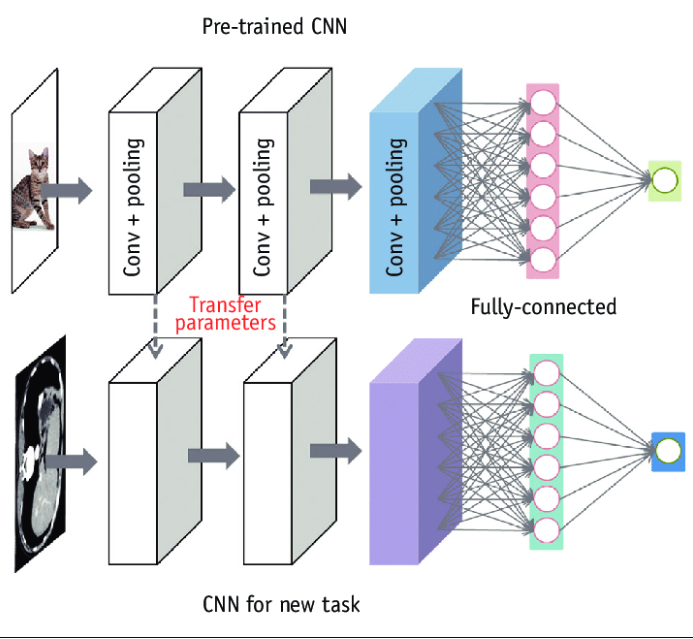 Pre-trained CNN
Conv + pooling
Conv + pooling
Conv + pooling
Transfer
parameters
Fully-connected
CNN for new task